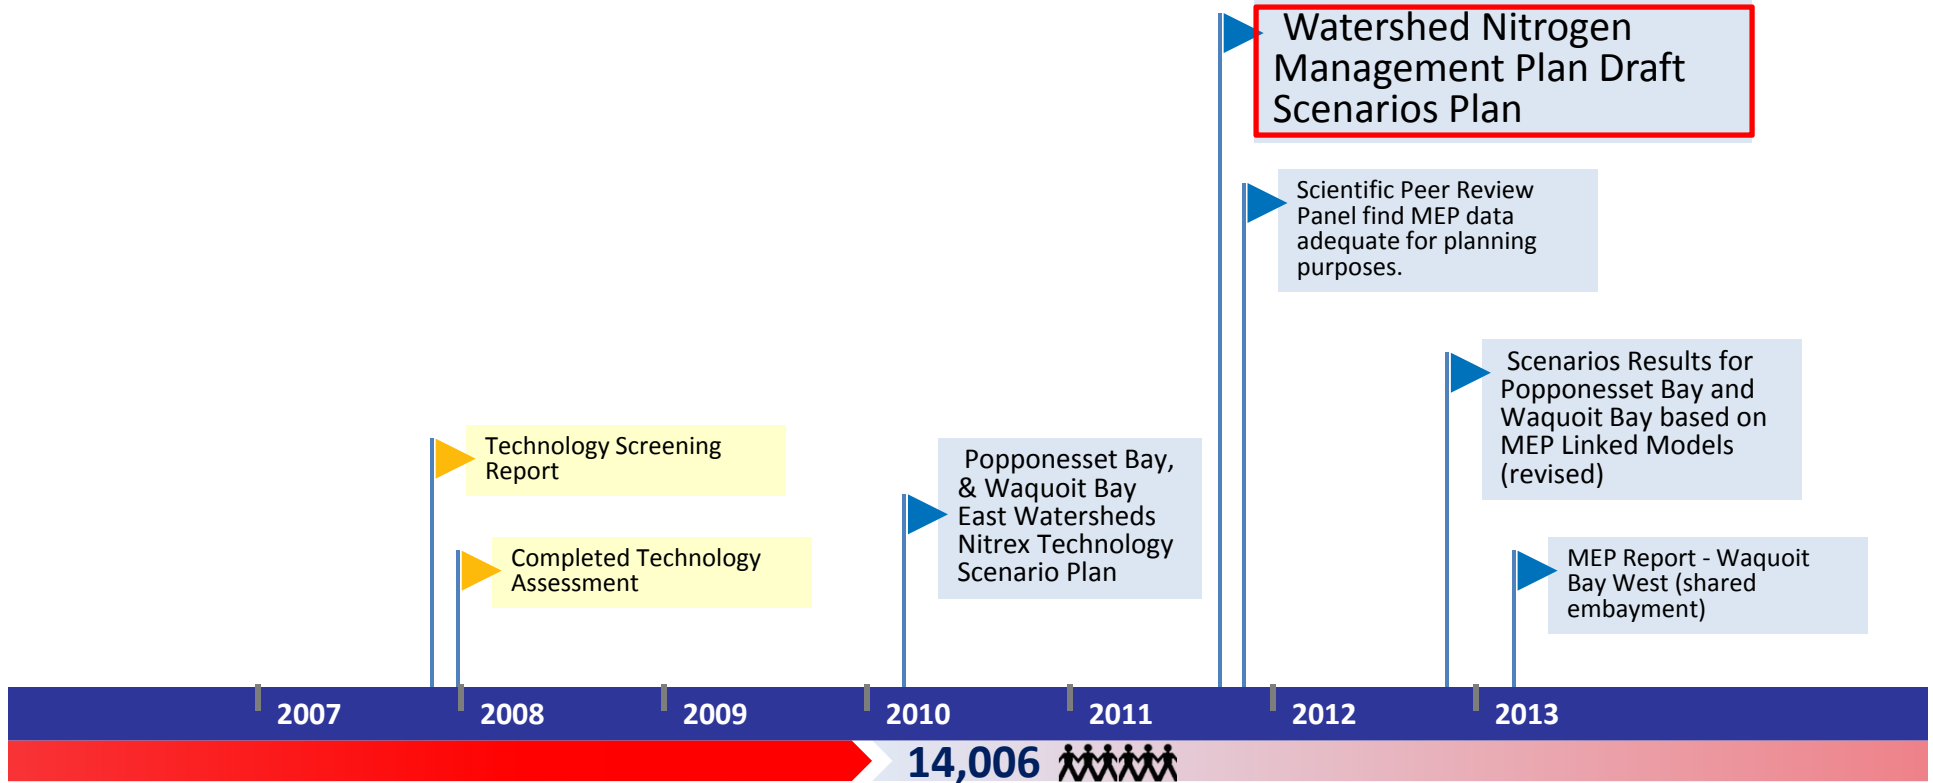 Watershed Nitrogen
Management Plan Draft
Scenarios Plan
Scientific Peer Review
Panel find MEP data
adequate for planning
purposes.
Scenarios Results for
Popponesset Bay and
Waquoit Bay based on
MEP Linked Models
(revised)
Technology Screening
Report
Popponesset Bay,
& Waquoit Bay
East Watersheds
Nitrex Technology
Scenario Plan
Completed Technology
Assessment
MEP Report - Waquoit
Bay West (shared
embayment)
2007
2008
2009
2010
2011
2012
2013
14,006